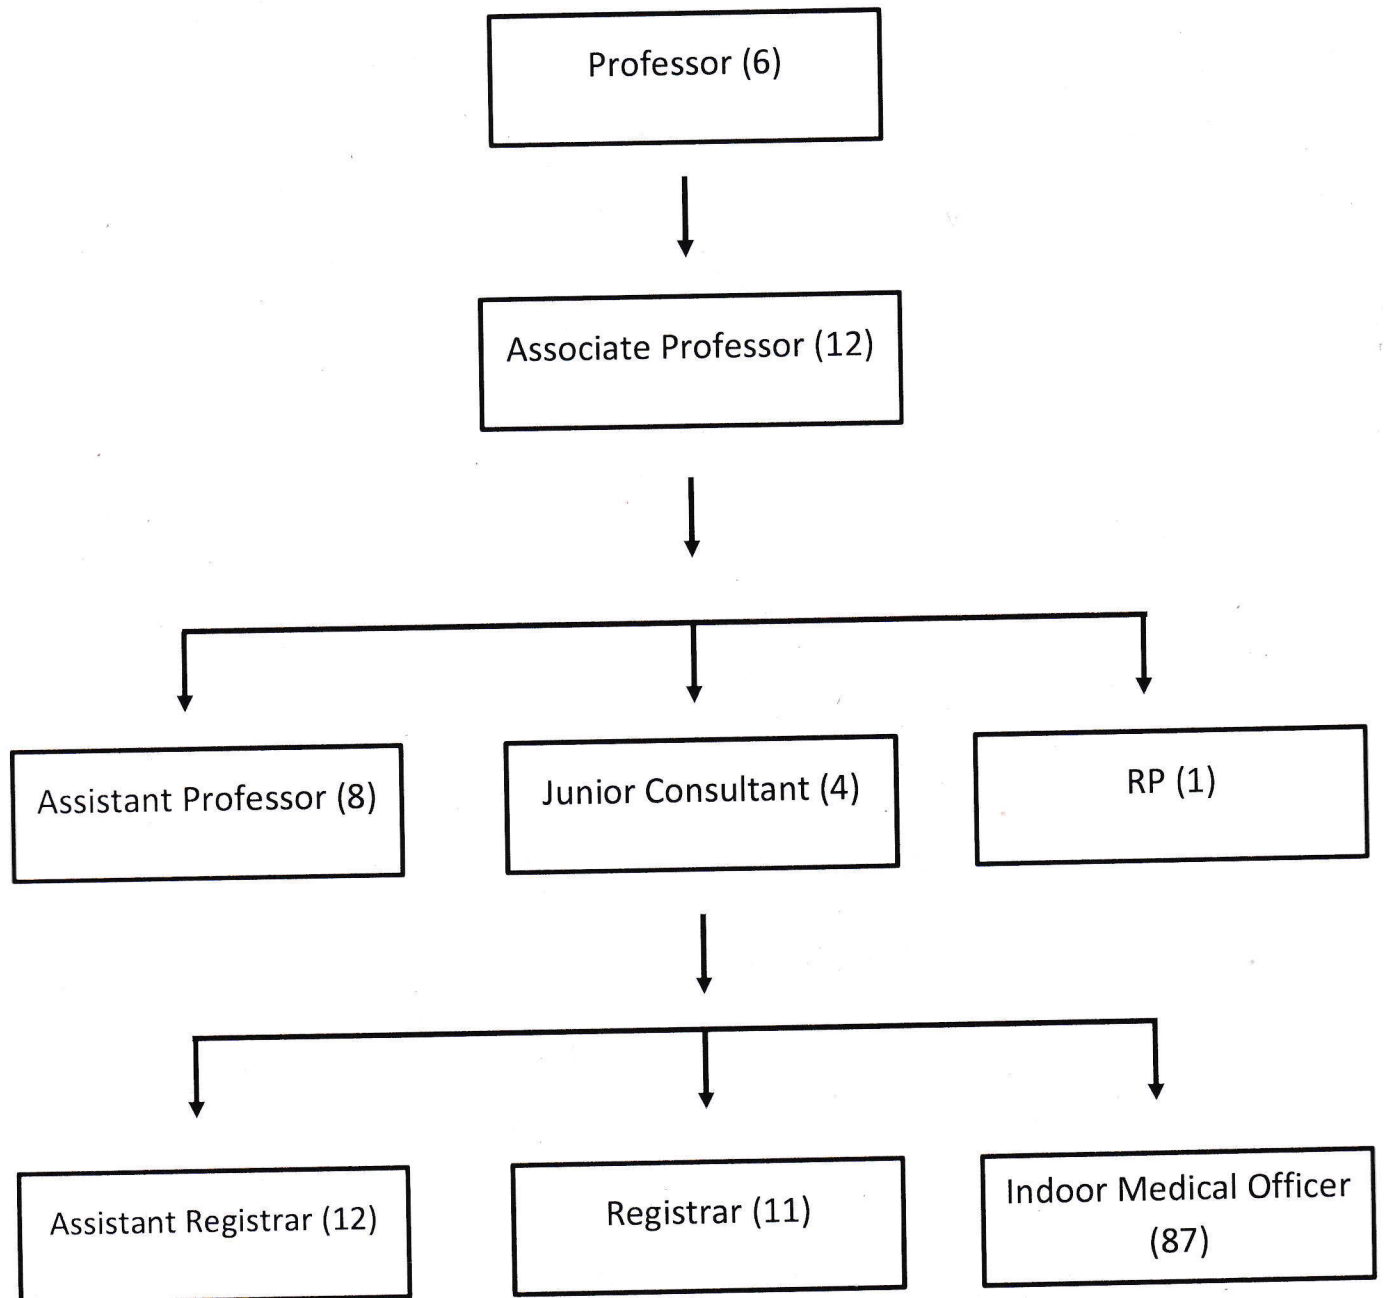 Professor (6)
Associate Professor (12)
Assistant Professor (8)
Junior Consultant (4)
RP (1)
Assistant Registrar (12)
Registrar (11)
Indoor Medical Officer
(87)